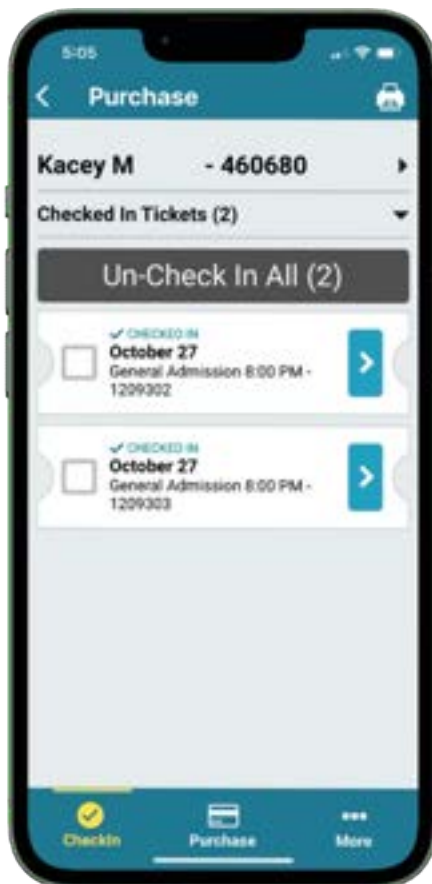 5:05
Purchase
Kacey M - 460680
Checked In Tickets (2)
Un-Check In All (2)
CHECKED IN
October 27
General Admission 8:00 PM -
1209302
CHECKED IN
October 27
General Admission 8:00 PM -
1209303
CheckIn Purchase More